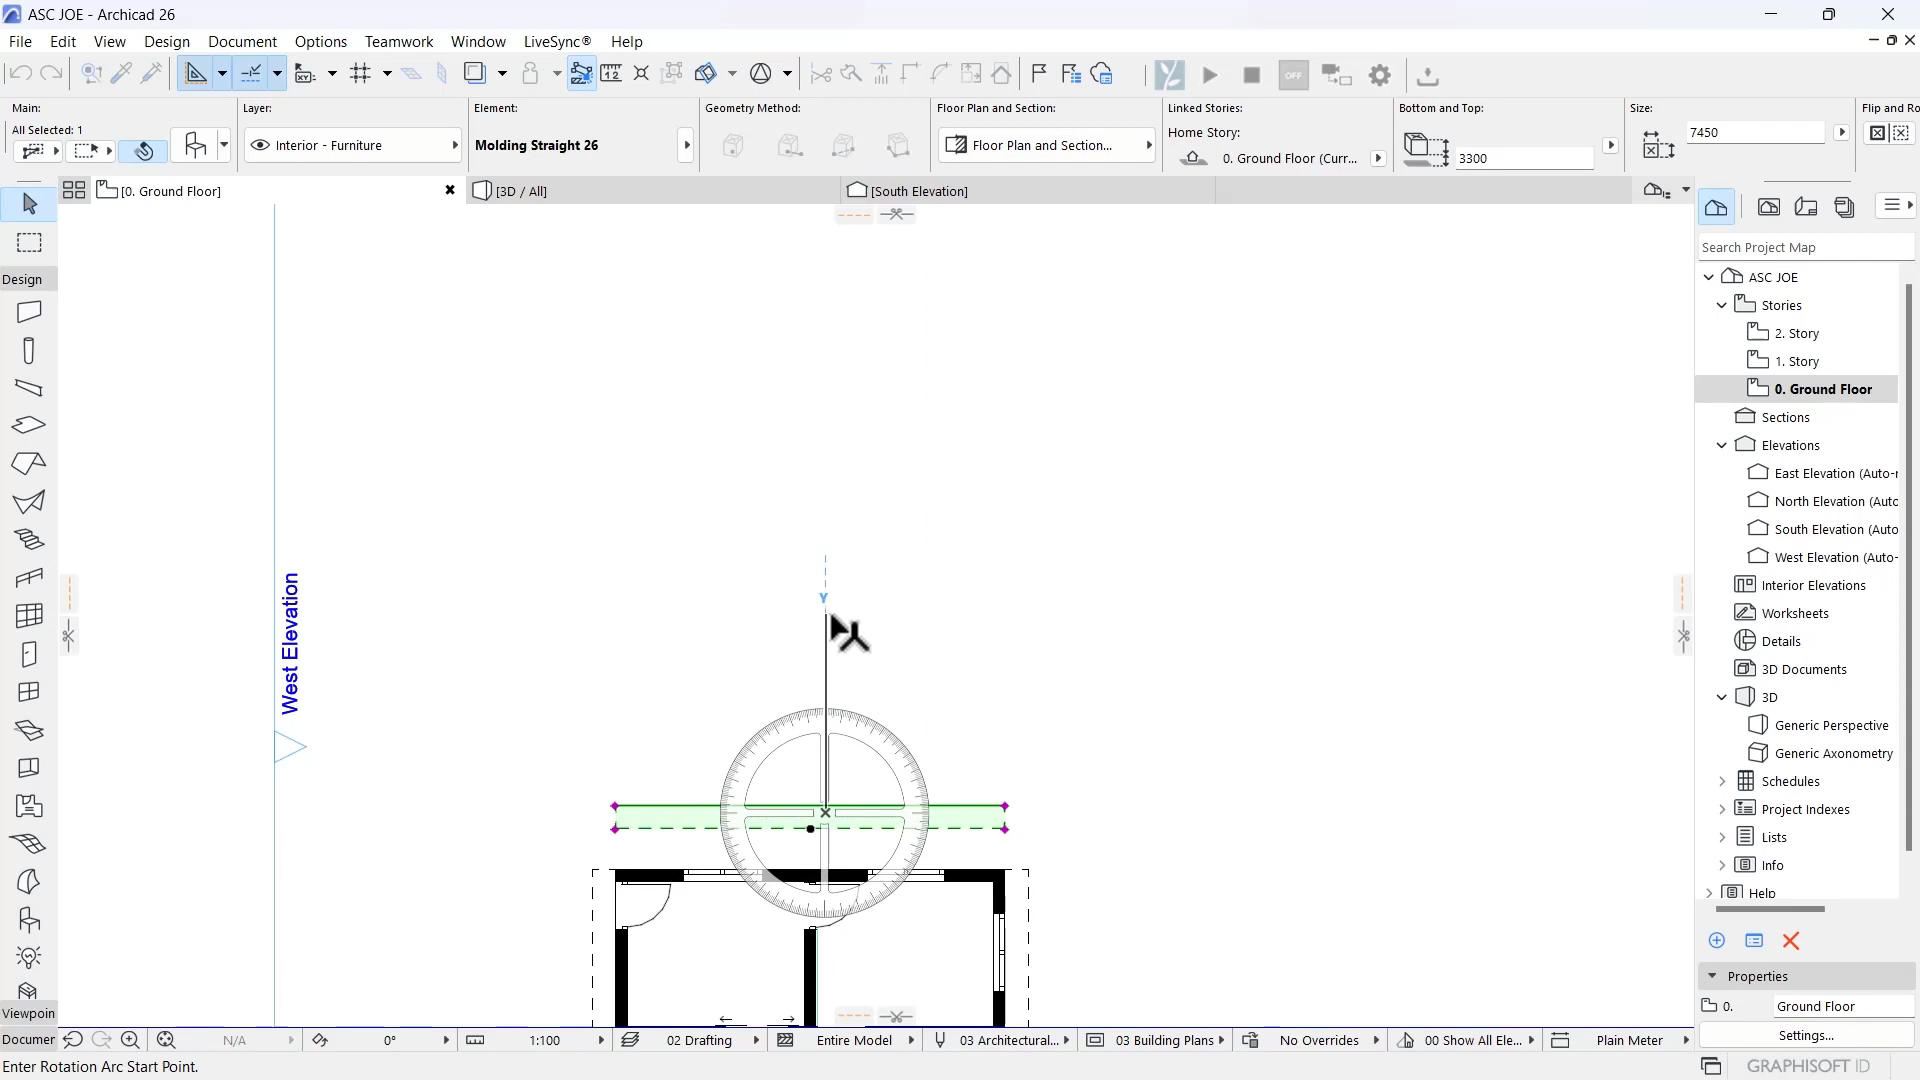 ASC JOE - Archicad 26
File Edit View Design Document Options Teamwork Window LiveSync® Help
Main:
All Selected: 1
Layer:
Interior - Furniture
Element:
Molding Straight 26
Geometry Method:
Floor Plan and Section:
Floor Plan and Section...
Linked Stories:
Home Story:
0. Ground Floor (Curr...
Bottom and Top:
3300
Size:
7450
Flip and Ro
[0. Ground Floor]
[3D / All]
[South Elevation]
Design
Viewpoin
Documer
West Elevation
Y
Search Project Map
ASC JOE
Stories
2. Story
1. Story
0. Ground Floor
Sections
Elevations
East Elevation (Auto-r
North Elevation (Autc
South Elevation (Auto
West Elevation (Auto-
Interior Elevations
Worksheets
Details
3D Documents
3D
Generic Perspective
Generic Axonometry
Schedules
Project Indexes
Lists
Info
Help
Properties
0. Ground Floor
Settings...
N/A 0° 1:100 02 Drafting Entire Model 03 Architectural... 03 Building Plans No Overrides 00 Show All Ele... Plain Meter
Enter Rotation Arc Start Point.
GRAPHISOFT ID
OFF